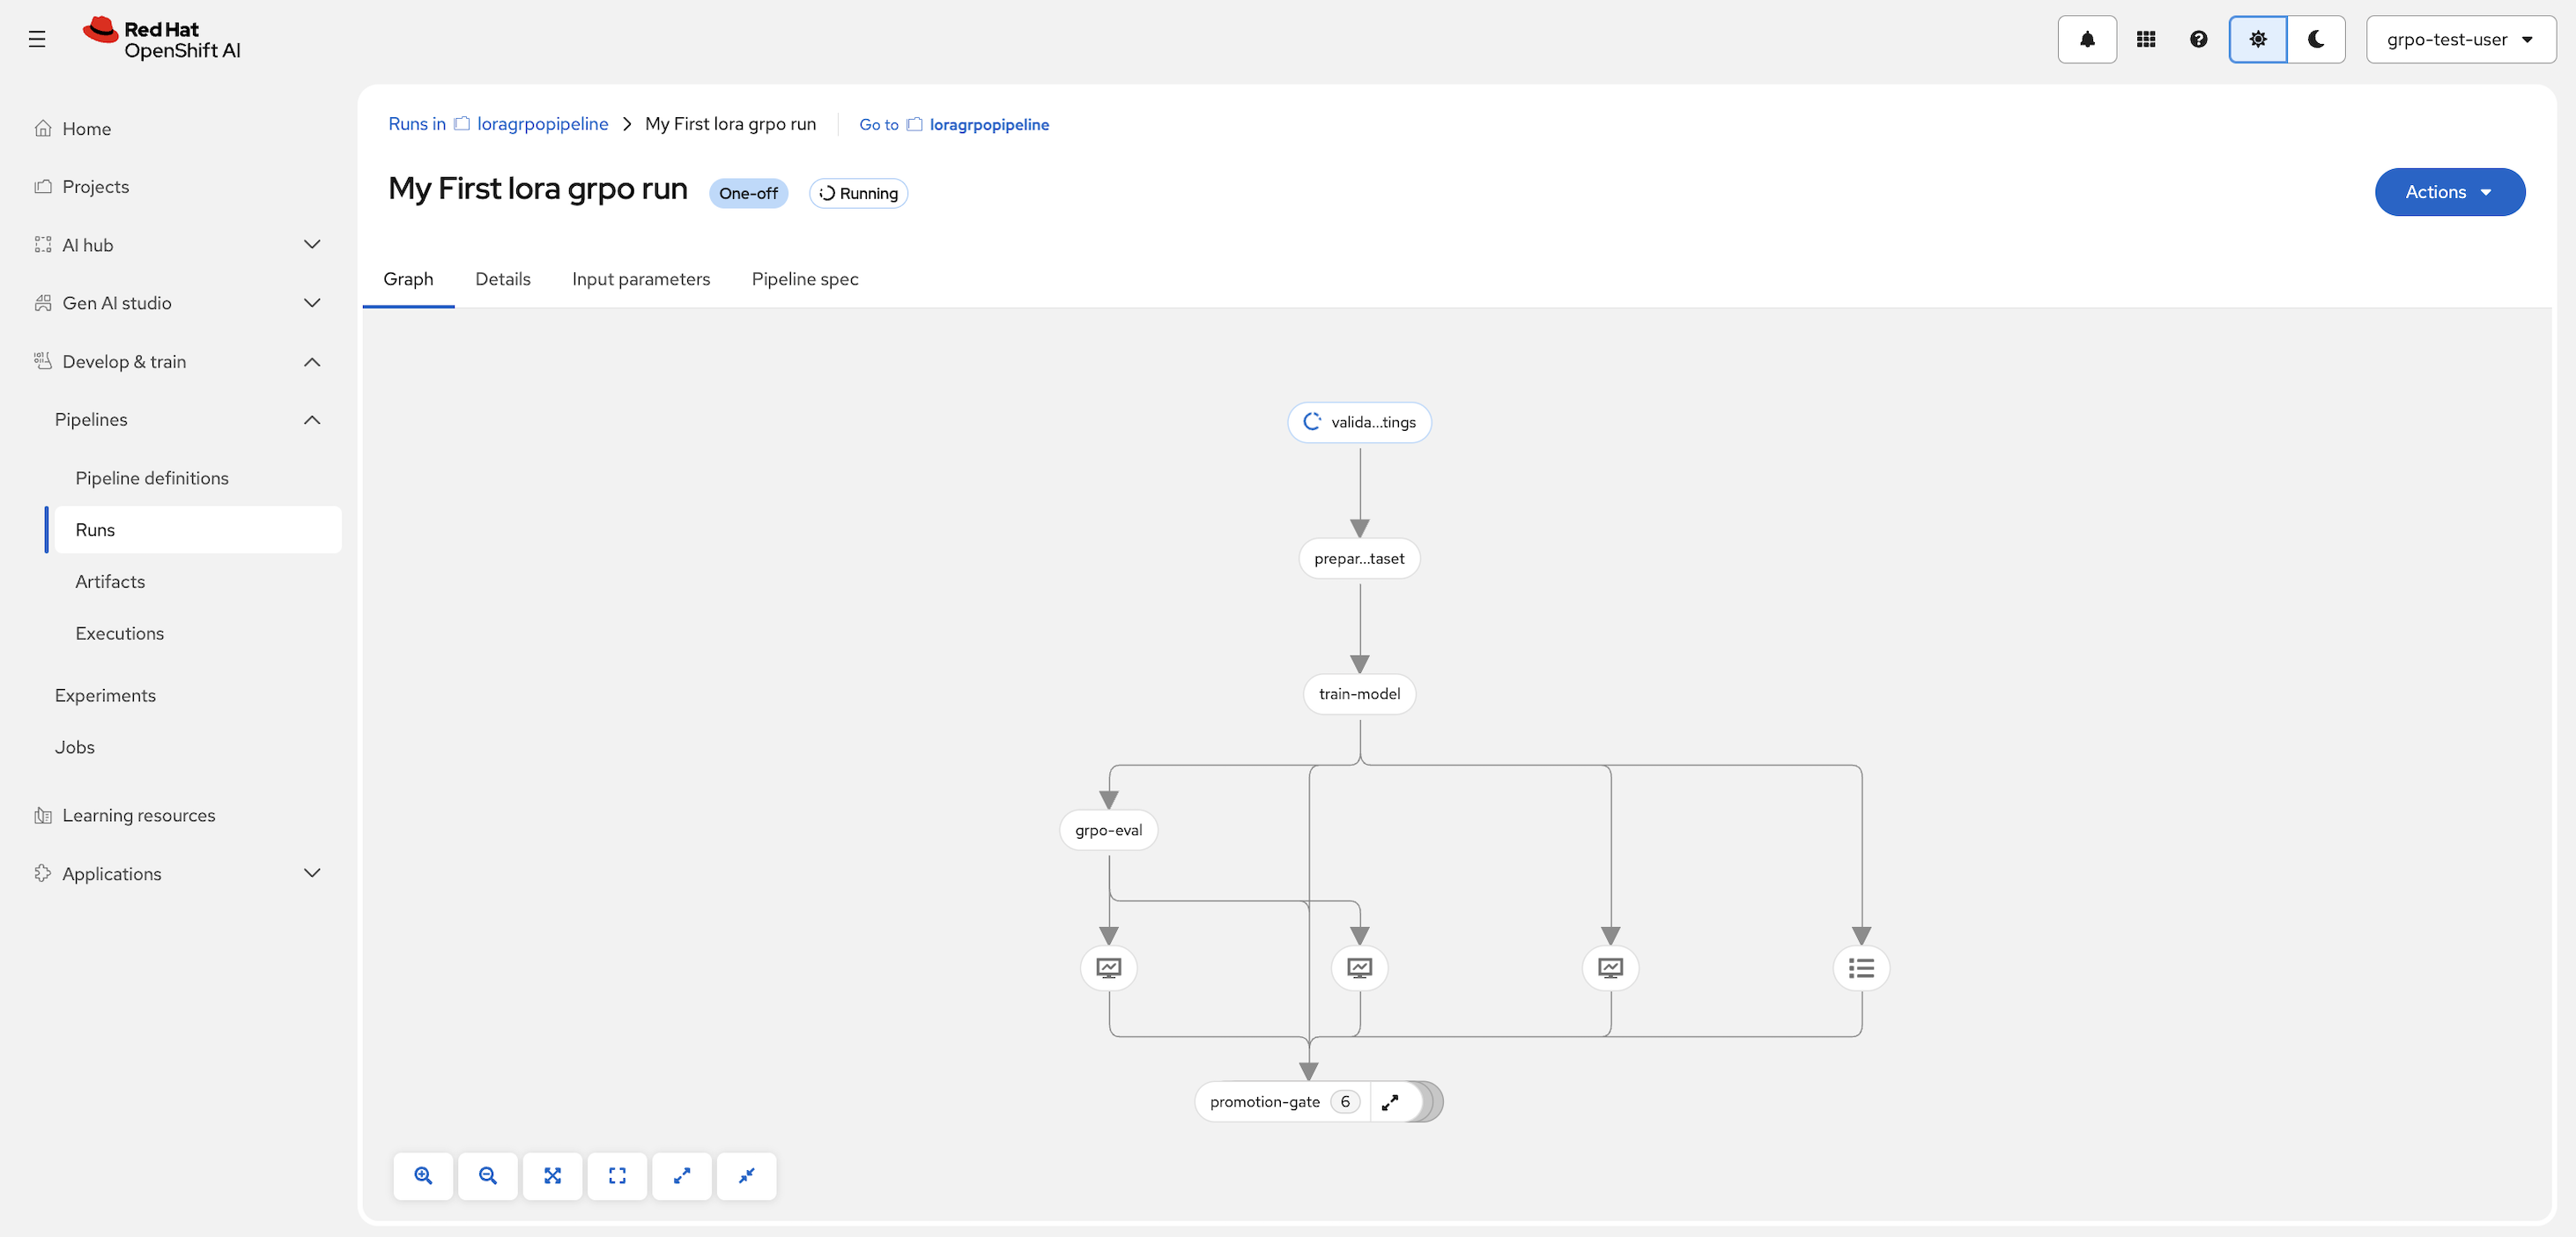 Red Hat
OpenShift AI
grpo-test-user
Home
Projects
AI hub
Gen AI studio
Develop & train
Pipelines
Pipeline definitions
Runs
Artifacts
Executions
Experiments
Jobs
Learning resources
Applications
Runs in loragrpopipeline > My First lora grpo run Go to loragrpopipeline
My First lora grpo run One-off Running
Actions
Graph Details Input parameters Pipeline spec
valida...tings
prepar...taset
train-model
grpo-eval
promotion-gate 6